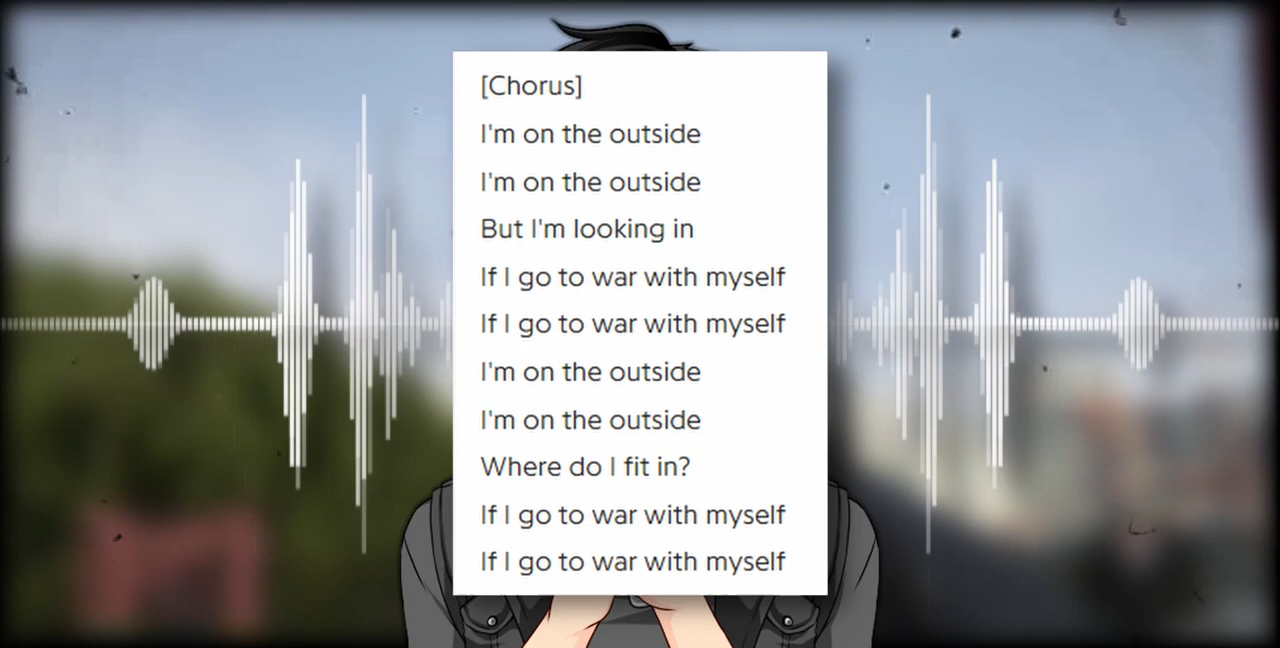 [Chorus]
I'm on the outside
I'm on the outside
But I'm looking in
If I go to war with myself
If I go to war with myself
I'm on the outside
I'm on the outside
Where do I fit in?
If I go to war with myself
If I go to war with myself